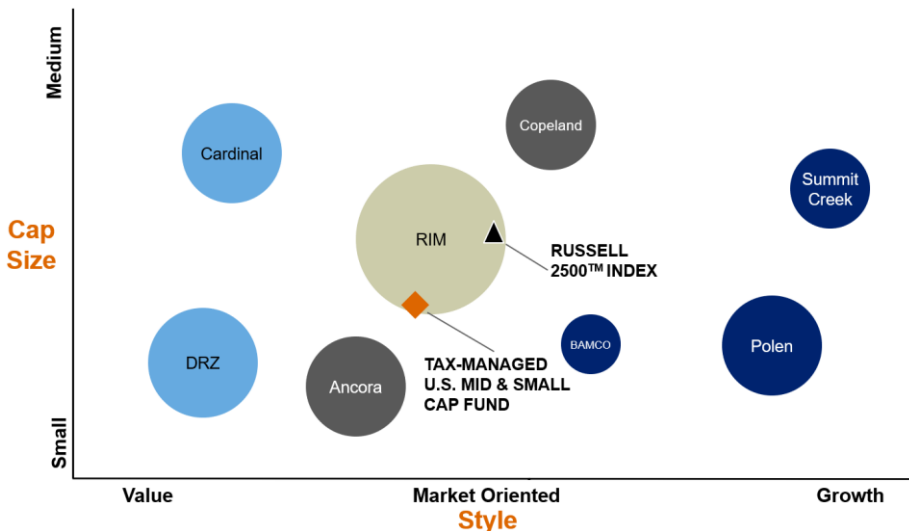 Medium
Copeland
Cardinal
Summit
Creek
Cap
Size
RIM
RUSSELL
2500™ INDEX
BAMCO
Polen
DRZ
Ancora
TAX-MANAGED
U.S. MID & SMALL
CAP FUND
Small
Value
Market Oriented
Growth
Style